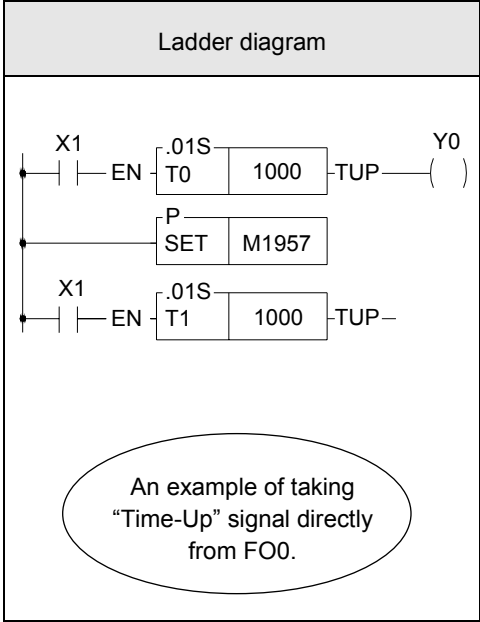 Ladder diagram
X1 Y0
.01S
EN T0 1000 TUP
P
SET M1957
X1
.01S
EN T1 1000 TUP
An example of taking
“Time-Up” signal directly
from FO0.